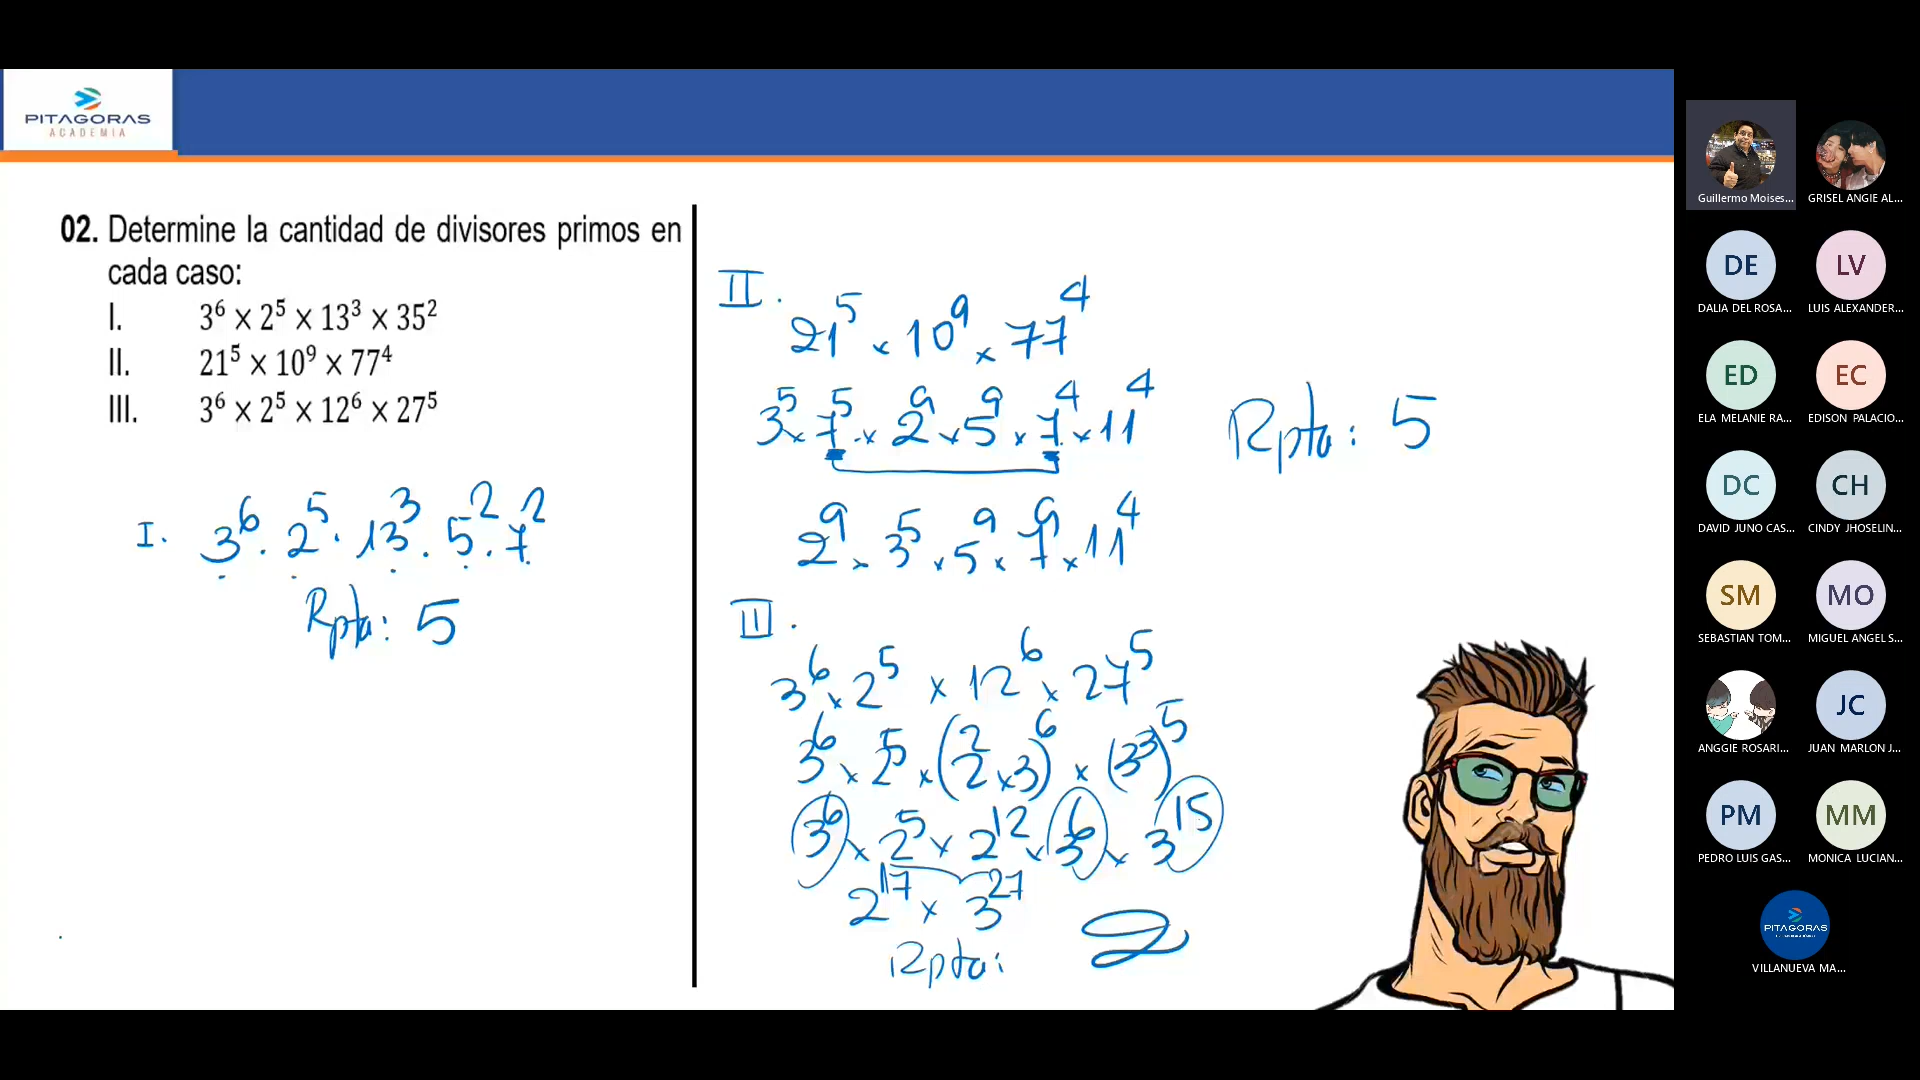 PITAGORAS
ACADEMIA
02. Determine la cantidad de divisores primos en
cada caso:
I. 3⁶ × 2⁵ × 13³ × 35²
II. 21⁵ × 10⁹ × 77⁴
III. 3⁶ × 2⁵ × 12⁶ × 27⁵
I. 3⁶ . 2⁵ . 13³ . 5² . 7²
Rpta: 5
II.
21⁵ × 10⁹ × 77⁴
3⁵ × 7⁵ × 2⁹ × 5⁹ × 7⁴ × 11⁴
Rpta: 5
2⁹ × 3⁵ × 5⁹ × 7⁹ × 11⁴
III.
3⁶ × 2⁵ × 12⁶ × 27⁵
3⁶ × 2⁵ × (2² × 3)⁶ × (3³)⁵
3⁶ × 2⁵ × 2¹² × 3⁶ × 3¹⁵
2¹⁷ × 3²⁷
Rpta: 2
Guillermo Moises...
GRISEL ANGIE AL...
DE
LV
DALIA DEL ROSA...
LUIS ALEXANDER...
ED
EC
ELA MELANIE RA...
EDISON PALACIO...
DC
CH
DAVID JUNO CAS...
CINDY JHOSELIN...
SM
MO
SEBASTIAN TOM...
MIGUEL ANGEL S...
JC
ANGGIE ROSARI...
JUAN MARLON J...
PM
MM
PEDRO LUIS GAS...
MONICA LUCIAN...
PITAGORAS
VILLANUEVA MA...